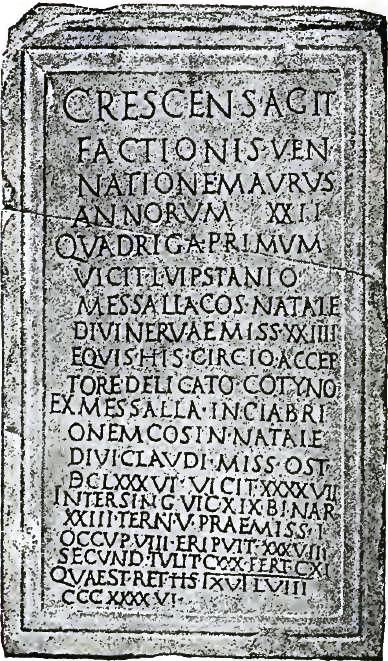 CRESCENS·AGIT
FACTIONIS·VEN
NATIONE MAVRVS
ANNORVM XXII
QVADRIGA·PRIMVM
VICIT·L VIPSTANIO
MESSALLA COS·NATALE
DIVI NERVAE MISS·XXIIII
EQVIS·HIS·CIRCIO·ACCEP
TORE·DELICATO·COTYNO
EX MESSALLA·IN CIABRI
ONEM COS IN·NATALE
DIVI CLAVDI·MISS·OST
DCLXXXVI·VICIT·XXXXVII
INTER SING·VIC XIX·BINAR
XXIII·TERN·V·PRAEMISS·I
OCCVP·VIII·ERIPVIT·XXXVIII
SECVND·TVLIT CXXX·FERT·CXI
QVAEST·RET·HS |XV| LVIII
CCCXXXXVI·